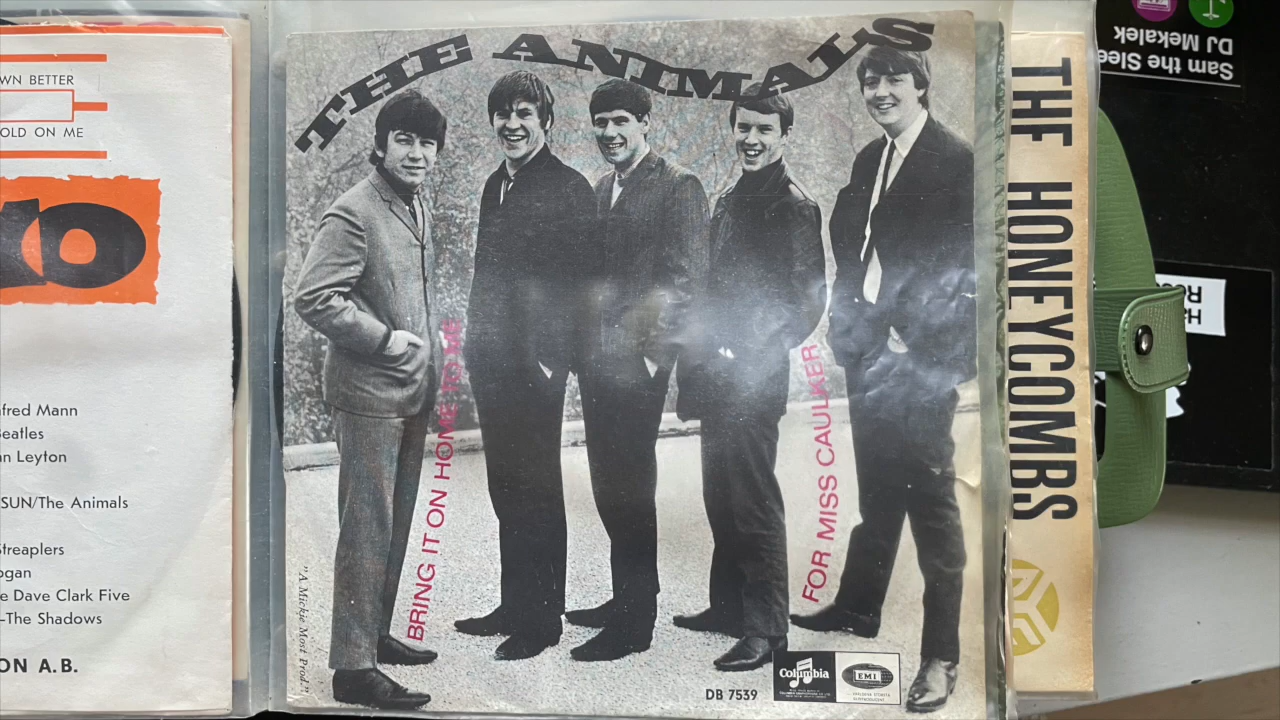 WN BETTER
OLD ON ME
O
fred Mann
Beatles
n Leyton
SUN/The Animals
Streaplers
ogan
e Dave Clark Five
-The Shadows
ON A.B.
THE ANIMALS
BRING IT ON HOME TO ME
FOR MISS CAULKER
"A Mickie Most Prod."
DB 7539
Columbia
EMI
THE HONEYCOMBS
Sam the Slee
DJ Mekalek